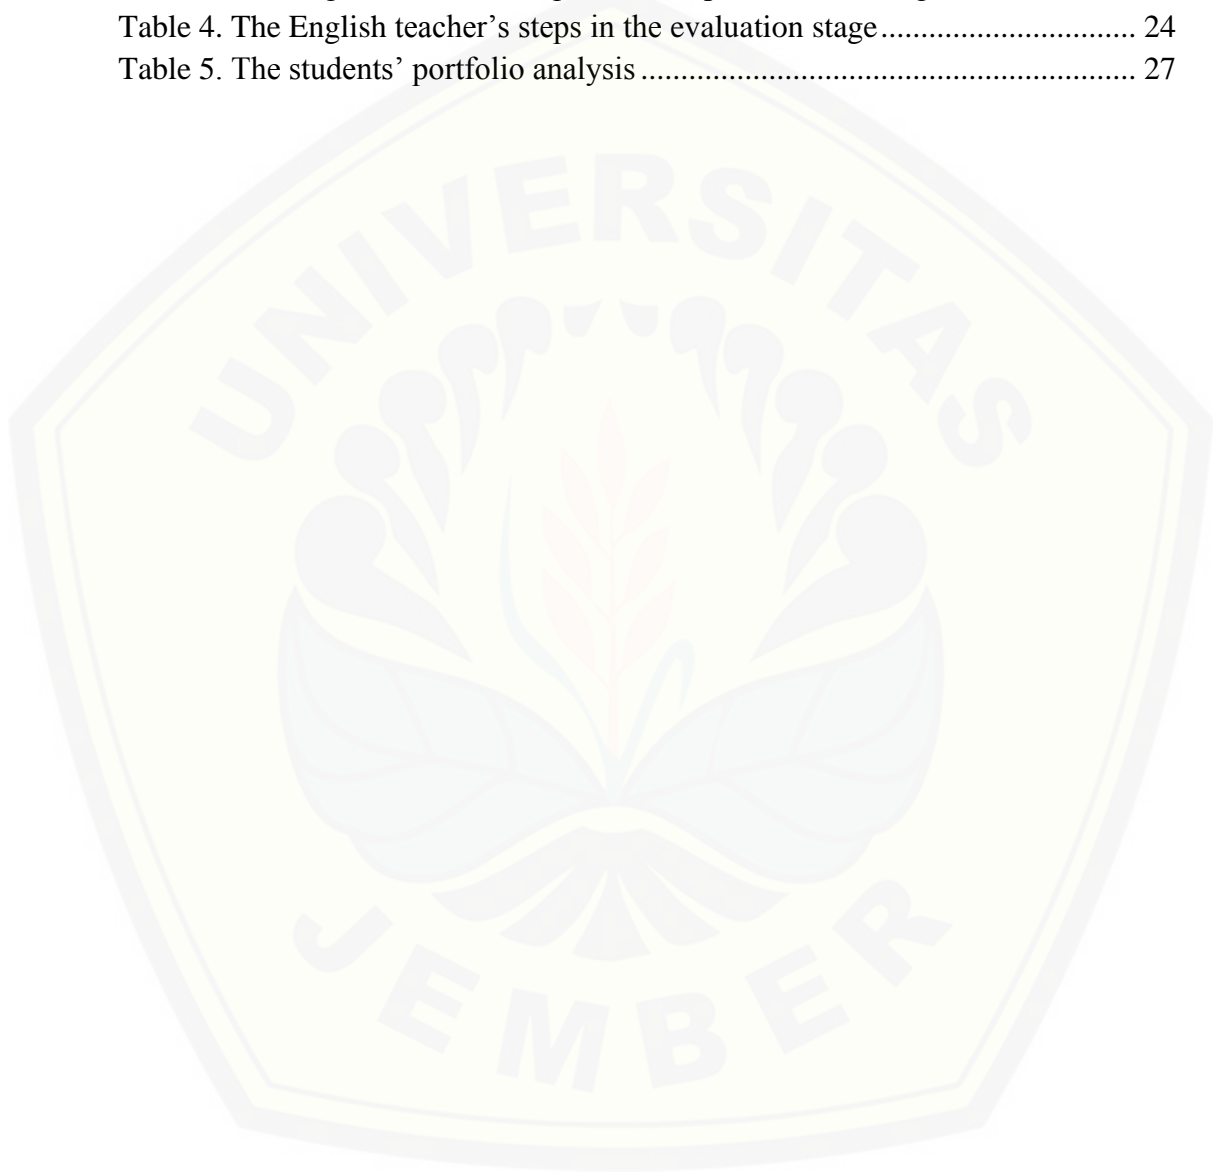 Table 4. The English teacher’s steps in the evaluation stage................................ 24
Table 5. The students’ portfolio analysis ............................................................. 27
UNIVERSITAS
JEMBER